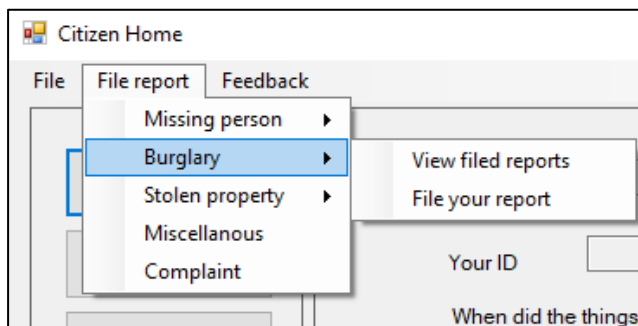 Citizen Home
File File report Feedback
Missing person
Burglary
View filed reports
Stolen property
File your report
Miscellanous
Complaint
Your ID
When did the things